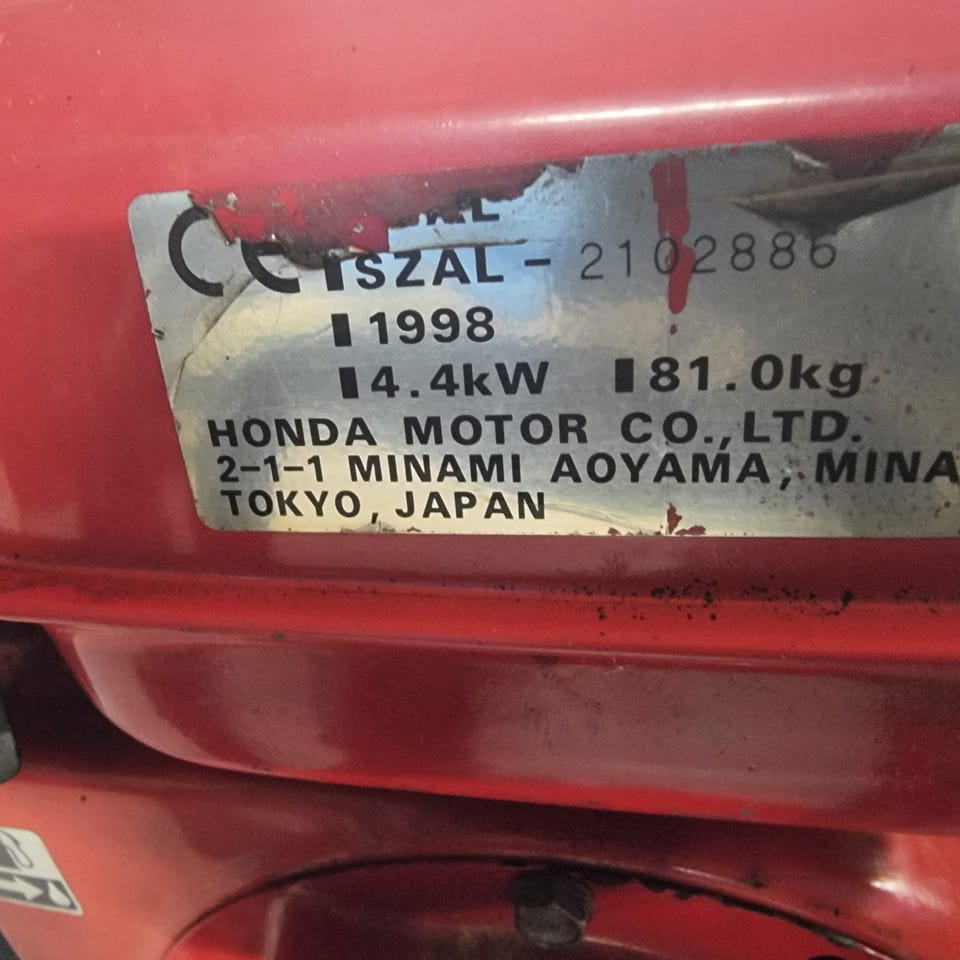 CE SZAL-2102886
1998
4.4kW 81.0kg
HONDA MOTOR CO.,LTD.
2-1-1 MINAMI AOYAMA, MINA
TOKYO, JAPAN